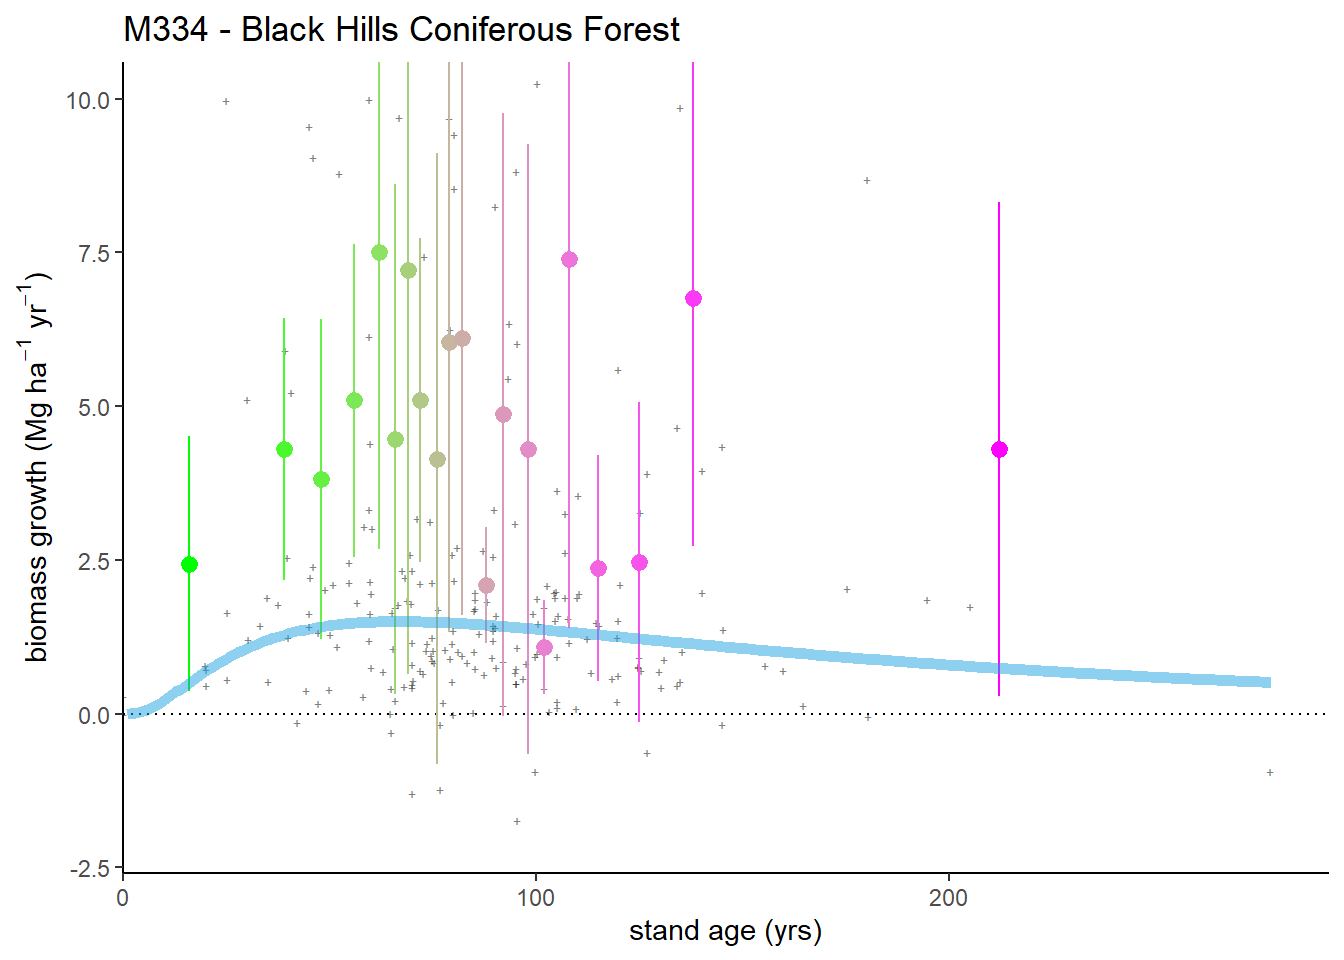 M334 - Black Hills Coniferous Forest
biomass growth (Mg ha⁻¹ yr⁻¹)
10.0
7.5
5.0
2.5
0.0
-2.5
0 100 200
stand age (yrs)